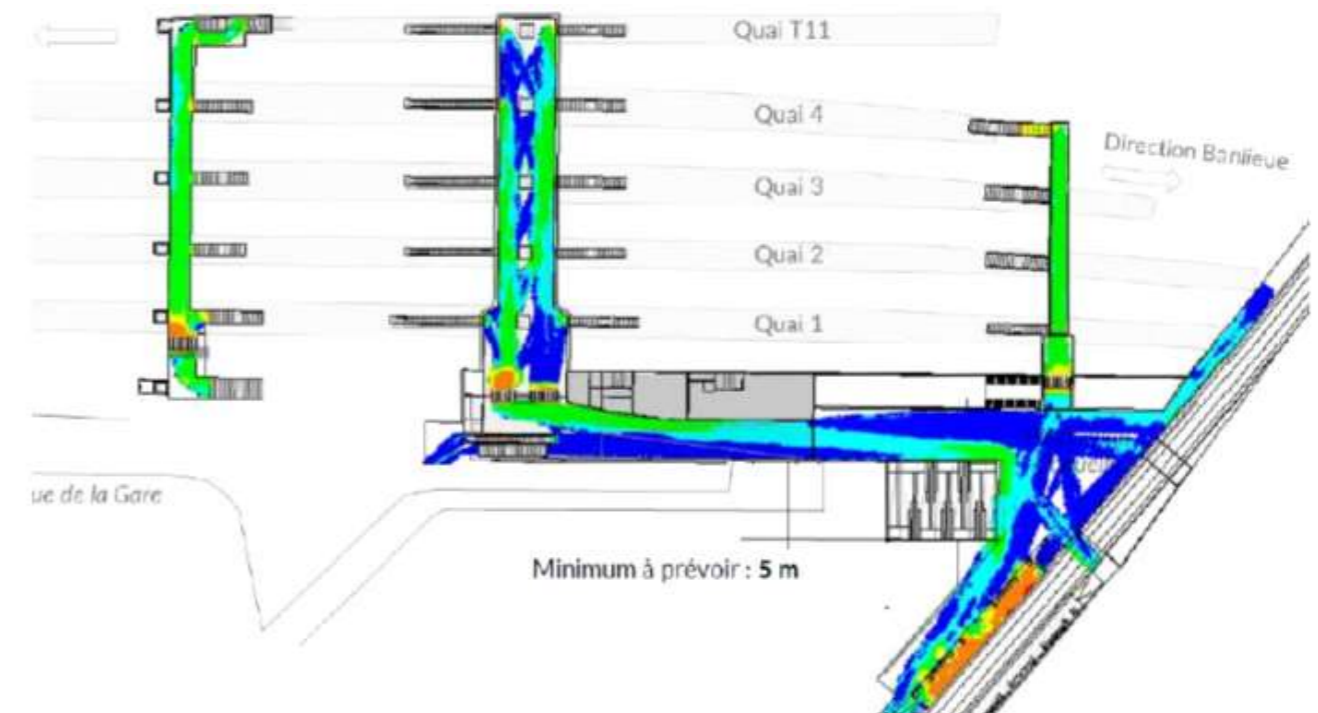 Quai T11
Quai 4
Direction Banlieue
Quai 3
Quai 2
Quai 1
ue de la Gare
Minimum à prévoir : 5 m